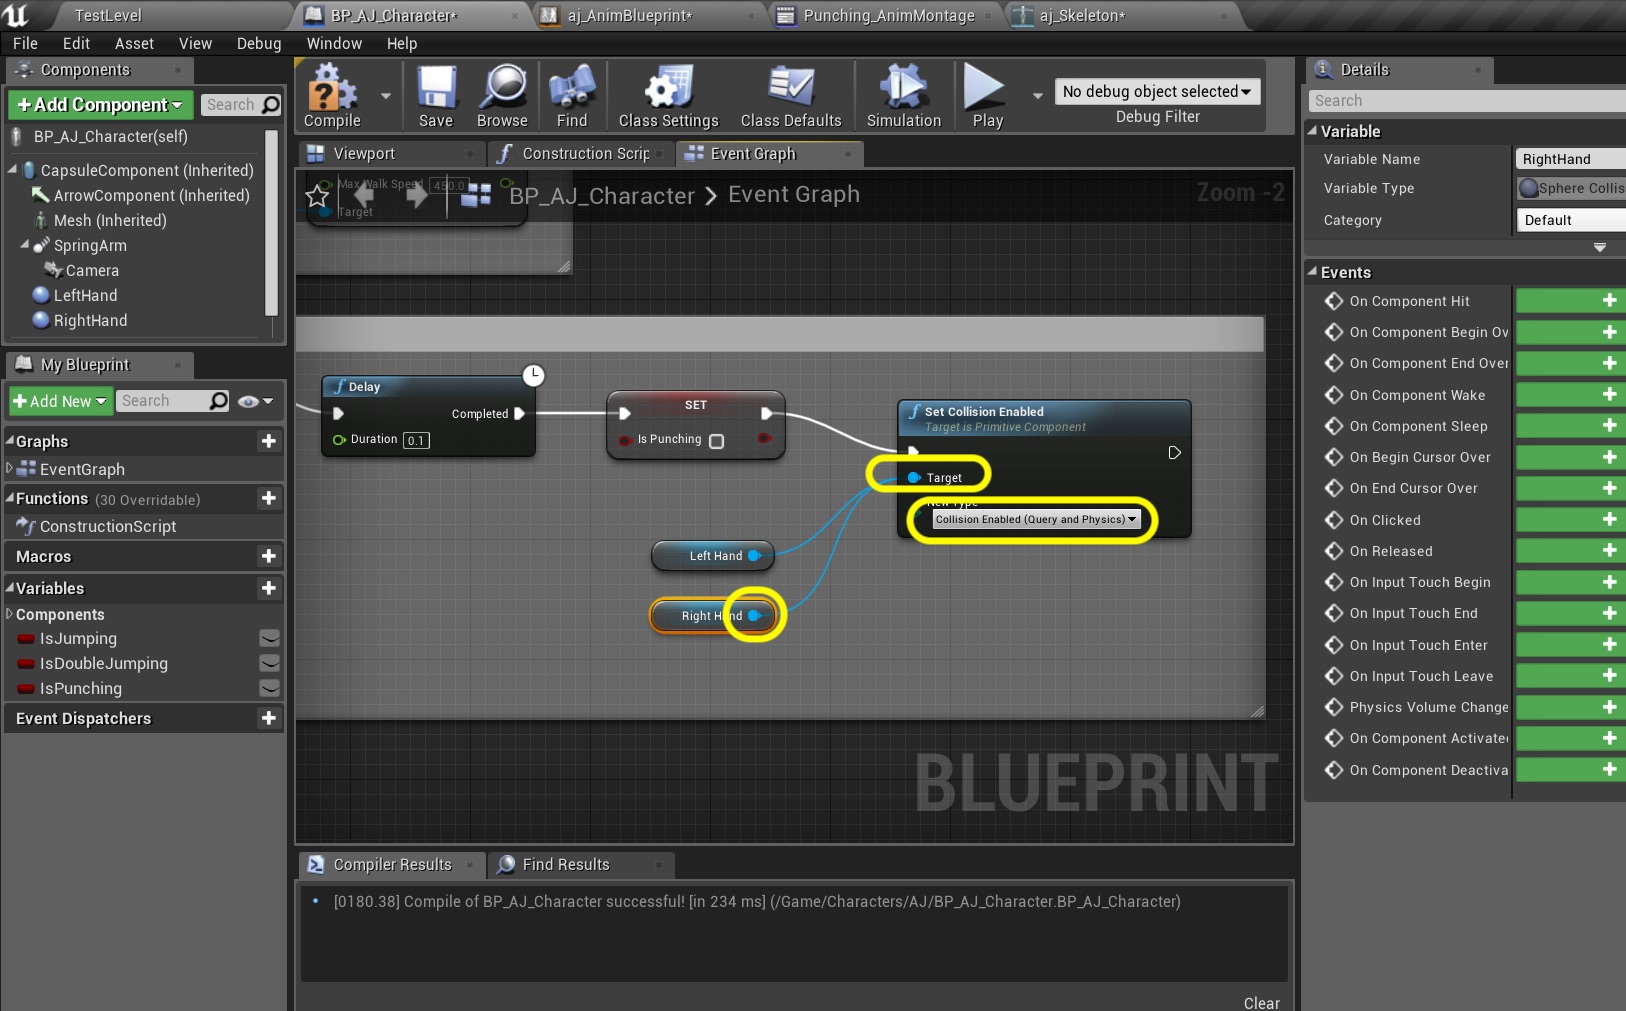 TestLevel
BP_AJ_Character*
aj_AnimBlueprint*
Punching_AnimMontage
aj_Skeleton*
File Edit Asset View Debug Window Help
Components
+Add Component
Search
BP_AJ_Character(self)
CapsuleComponent (Inherited)
ArrowComponent (Inherited)
Mesh (Inherited)
SpringArm
Camera
LeftHand
RightHand
My Blueprint
+Add New
Search
Graphs
EventGraph
Functions (30 Overridable)
ConstructionScript
Macros
Variables
Components
IsJumping
IsDoubleJumping
IsPunching
Event Dispatchers
Compile
Save
Browse
Find
Class Settings
Class Defaults
Simulation
Play
No debug object selected
Debug Filter
Viewport
Construction Scrip
Event Graph
Max Walk Speed 450.0
Target
BP_AJ_Character > Event Graph
Zoom -2
Delay
Completed
Duration 0.1
SET
Is Punching
Set Collision Enabled
Target is Primitive Component
Target
New Type
Collision Enabled (Query and Physics)
Left Hand
Right Hand
BLUEPRINT
Compiler Results
Find Results
[0180.38] Compile of BP_AJ_Character successful! [in 234 ms] (/Game/Characters/AJ/BP_AJ_Character.BP_AJ_Character)
Clear
Details
Search
Variable
Variable Name RightHand
Variable Type Sphere Collis
Category Default
Events
On Component Hit
On Component Begin Ov
On Component End Over
On Component Wake
On Component Sleep
On Begin Cursor Over
On End Cursor Over
On Clicked
On Released
On Input Touch Begin
On Input Touch End
On Input Touch Enter
On Input Touch Leave
Physics Volume Change
On Component Activate
On Component Deactiva